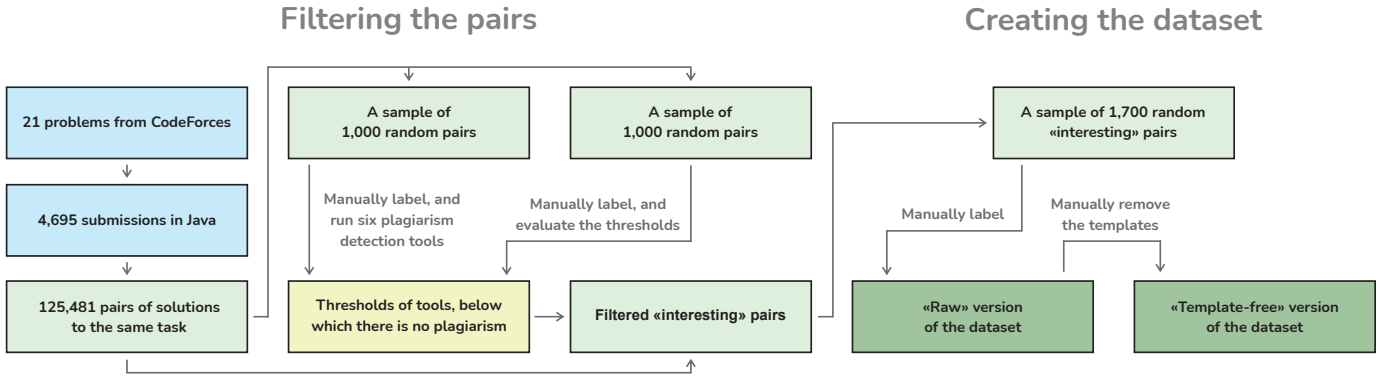 Filtering the pairs
Creating the dataset
21 problems from CodeForces
4,695 submissions in Java
125,481 pairs of solutions
to the same task
A sample of
1,000 random pairs
A sample of
1,000 random pairs
Manually label, and
run six plagiarism
detection tools
Manually label, and
evaluate the thresholds
Thresholds of tools, below
which there is no plagiarism
Filtered «interesting» pairs
A sample of 1,700 random
«interesting» pairs
Manually label
Manually remove
the templates
«Raw» version
of the dataset
«Template-free» version
of the dataset